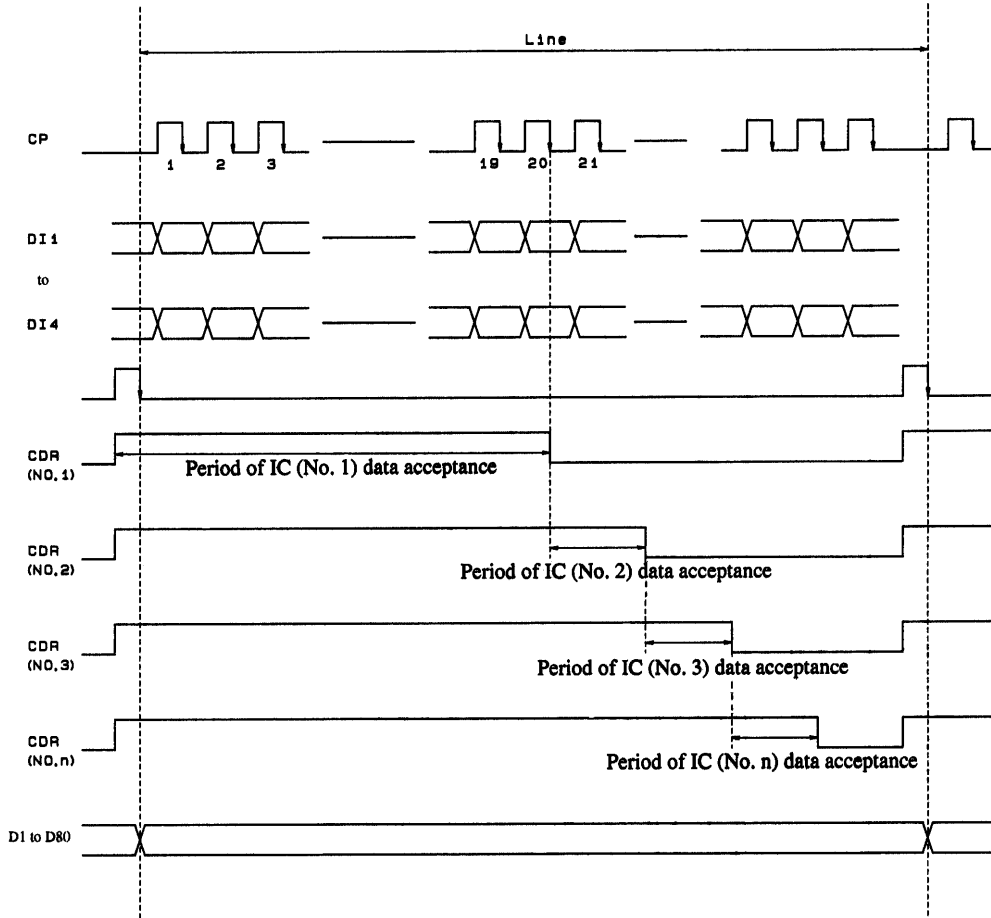 Line
CP
1 2 3 19 20 21
DI1
to
DI4
CDR
(NO.1)
Period of IC (No. 1) data acceptance
CDR
(NO.2)
Period of IC (No. 2) data acceptance
CDR
(NO.3)
Period of IC (No. 3) data acceptance
CDR
(NO.n)
Period of IC (No. n) data acceptance
D1 to D80